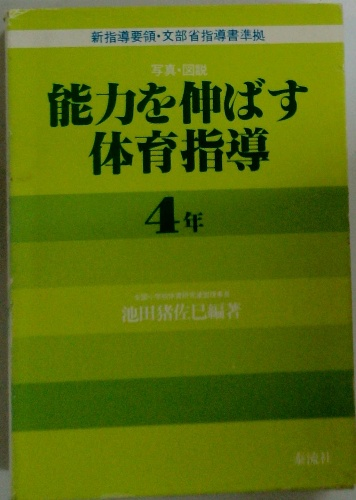 新指導要領・文部省指導書準拠
写真・図説
能力を伸ばす
体育指導
4年
池田猪佐巳編著
泰流社